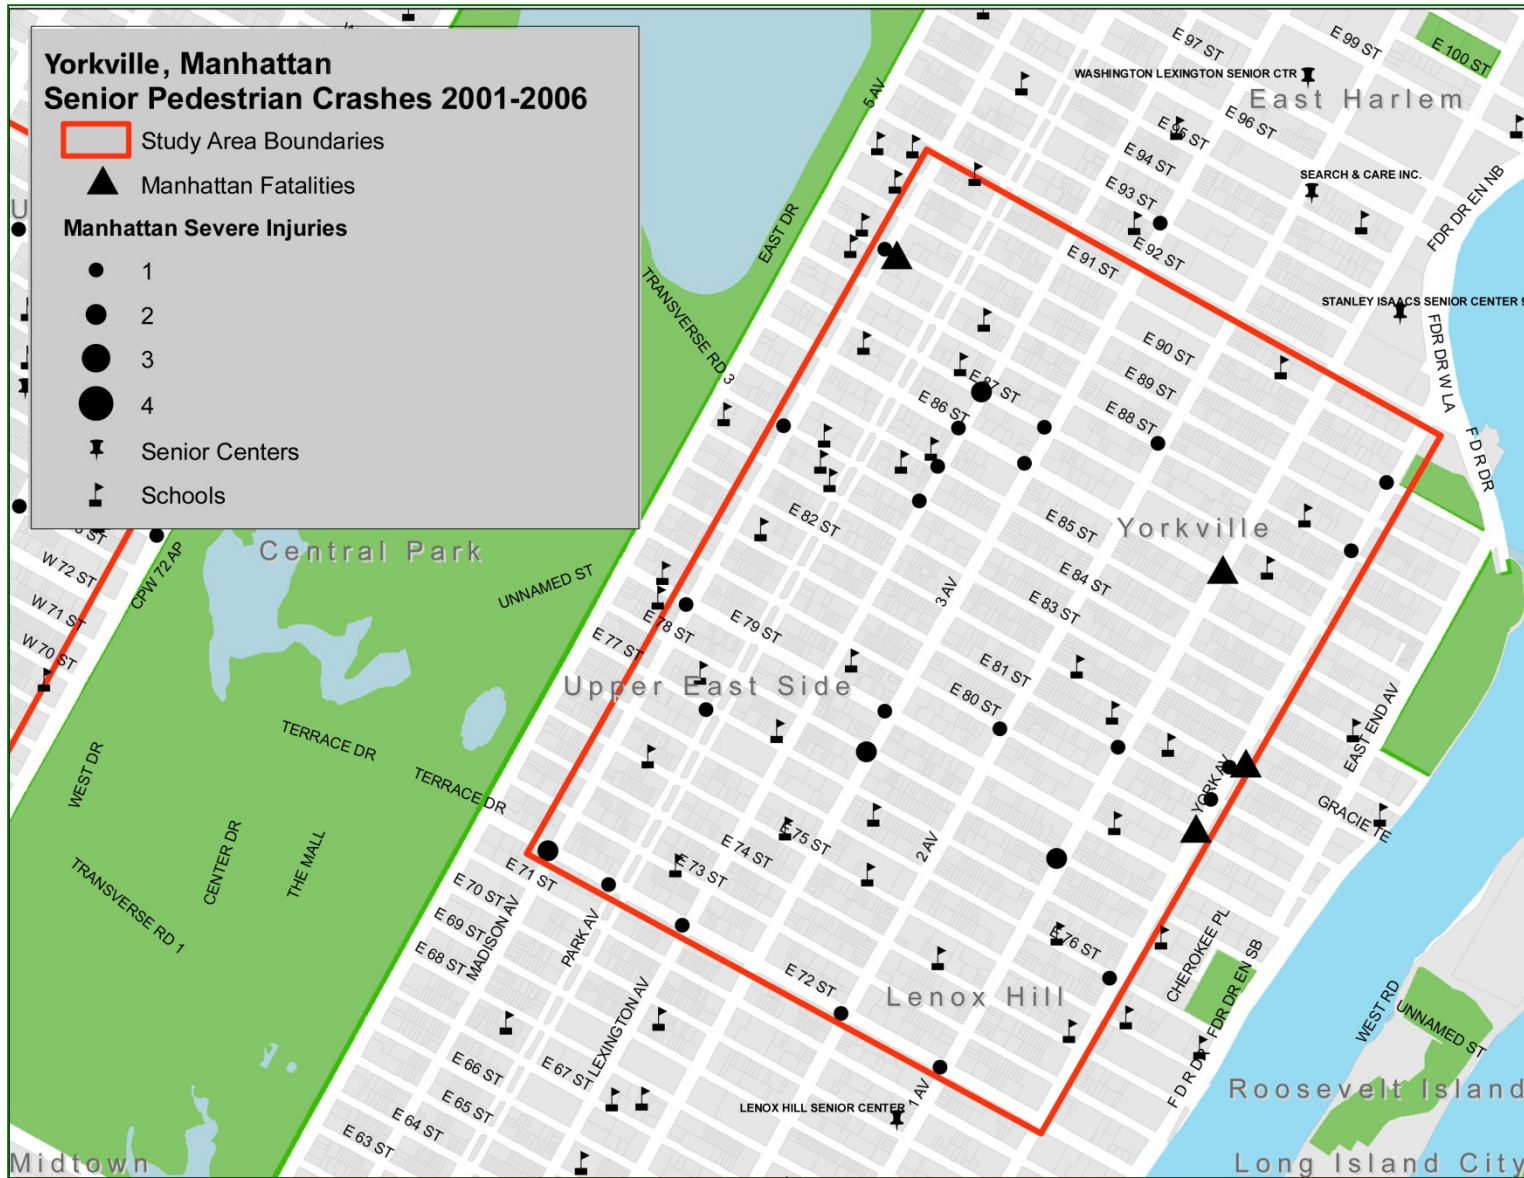 Yorkville, Manhattan
Senior Pedestrian Crashes 2001-2006
Study Area Boundaries
Manhattan Fatalities
Manhattan Severe Injuries
1
2
3
4
Senior Centers
Schools
E 97 ST
E 99 ST
E 100 ST
WASHINGTON LEXINGTON SENIOR CTR
East Harlem
5 AV
E 96 ST
E 95 ST
E 94 ST
SEARCH & CARE INC.
E 93 ST
FDR DR EN NB
EAST DR
E 92 ST
E 91 ST
STANLEY ISAACS SENIOR CENTER 9
TRANSVERSE RD 3
E 90 ST
FDR DR W LA
E 89 ST
E 87 ST
E 88 ST
E 86 ST
F D R DR
E 82 ST
E 85 ST
Yorkville
Central Park
W 72 ST
CPW 72 AP
UNNAMED ST
E 84 ST
3 AV
W 71 ST
E 83 ST
W 70 ST
E 78 ST
E 79 ST
E 77 ST
E 81 ST
Upper East Side
E 80 ST
EAST END AV
TERRACE DR
WEST DR
TERRACE DR
YORK AV
GRACIE TE
E 75 ST
E 74 ST
2 AV
CENTER DR
THE MALL
E 71 ST
E 73 ST
E 70 ST
TRANSVERSE RD 1
E 69 ST
MADISON AV
PARK AV
E 76 ST
E 68 ST
CHEROKEE PL
E 72 ST
FDR DR EN SB
Lenox Hill
LEXINGTON AV
WEST RD
UNNAMED ST
E 66 ST
E 67 ST
F D R DR
1 AV
Roosevelt Island
E 65 ST
LENOX HILL SENIOR CENTER
E 64 ST
E 63 ST
Midtown
Long Island City